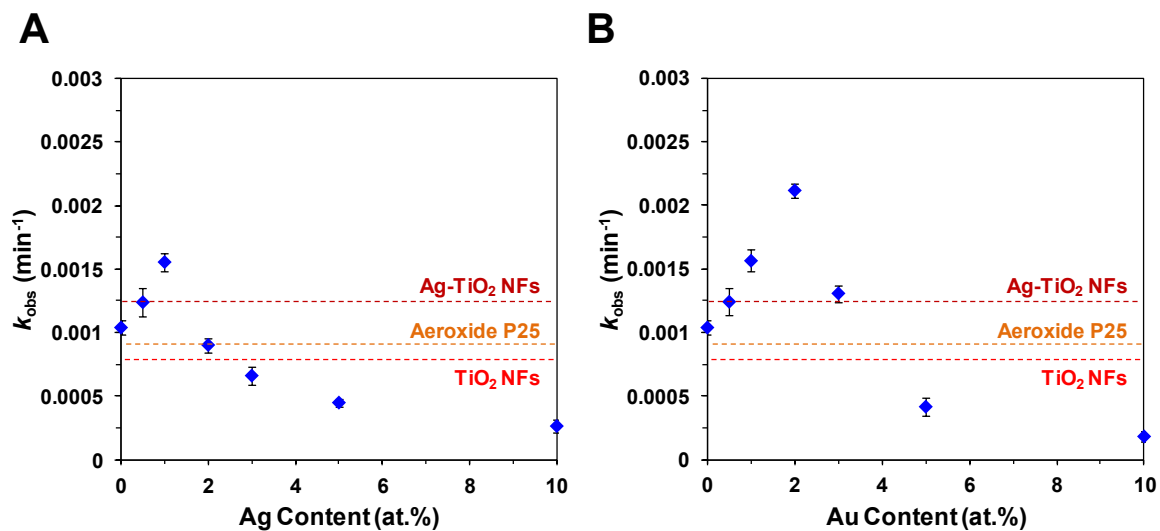 A
0.003
0.0025
0.002
0.0015
0.001
0.0005
0
k_obs (min⁻¹)
Ag-TiO₂ NFs
Aeroxide P25
TiO₂ NFs
0 2 4 6 8 10
Ag Content (at.%)
B
0.003
0.0025
0.002
0.0015
0.001
0.0005
0
k_obs (min⁻¹)
Ag-TiO₂ NFs
Aeroxide P25
TiO₂ NFs
0 2 4 6 8 10
Au Content (at.%)